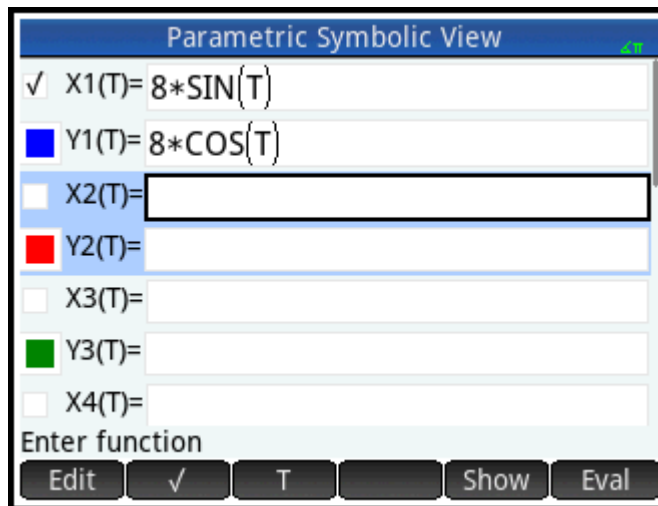 Parametric Symbolic View
∡π
√ X1(T)= 8*SIN(T)
Y1(T)= 8*COS(T)
X2(T)=
Y2(T)=
X3(T)=
Y3(T)=
X4(T)=
Enter function
Edit √ T Show Eval